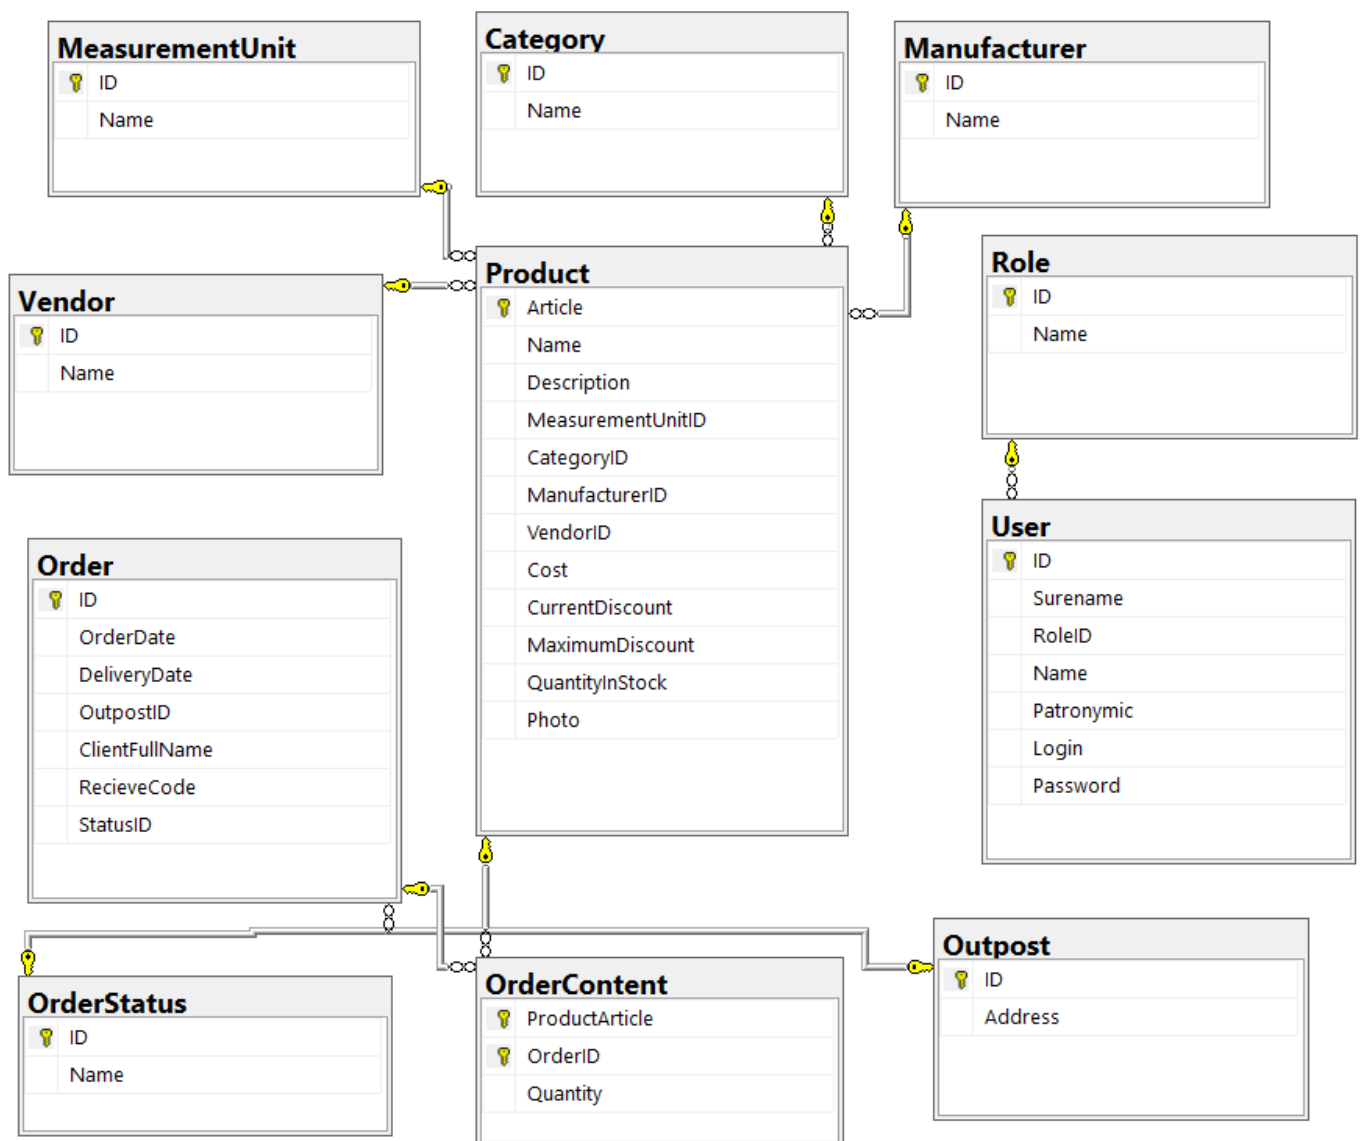 MeasurementUnit
ID
Name
Category
ID
Name
Manufacturer
ID
Name
Vendor
ID
Name
Product
Article
Name
Description
MeasurementUnitID
CategoryID
ManufacturerID
VendorID
Cost
CurrentDiscount
MaximumDiscount
QuantityInStock
Photo
Role
ID
Name
User
ID
Surename
RoleID
Name
Patronymic
Login
Password
Order
ID
OrderDate
DeliveryDate
OutpostID
ClientFullName
RecieveCode
StatusID
OrderStatus
ID
Name
OrderContent
ProductArticle
OrderID
Quantity
Outpost
ID
Address